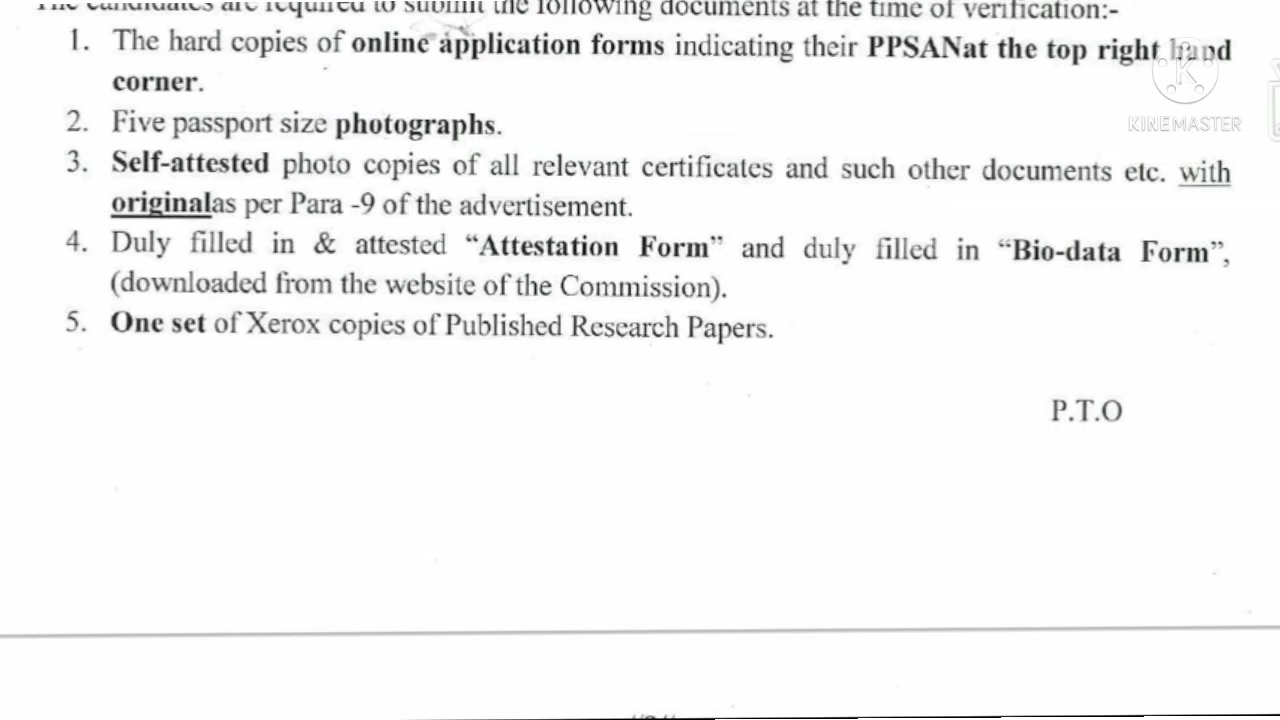 The candidates are required to submit the following documents at the time of verification:-
1. The hard copies of online application forms indicating their PPSANat the top right hand
corner.
2. Five passport size photographs.
3. Self-attested photo copies of all relevant certificates and such other documents etc. with
originalas per Para -9 of the advertisement.
4. Duly filled in & attested “Attestation Form” and duly filled in “Bio-data Form”,
(downloaded from the website of the Commission).
5. One set of Xerox copies of Published Research Papers.
P.T.O
K
KINEMASTER